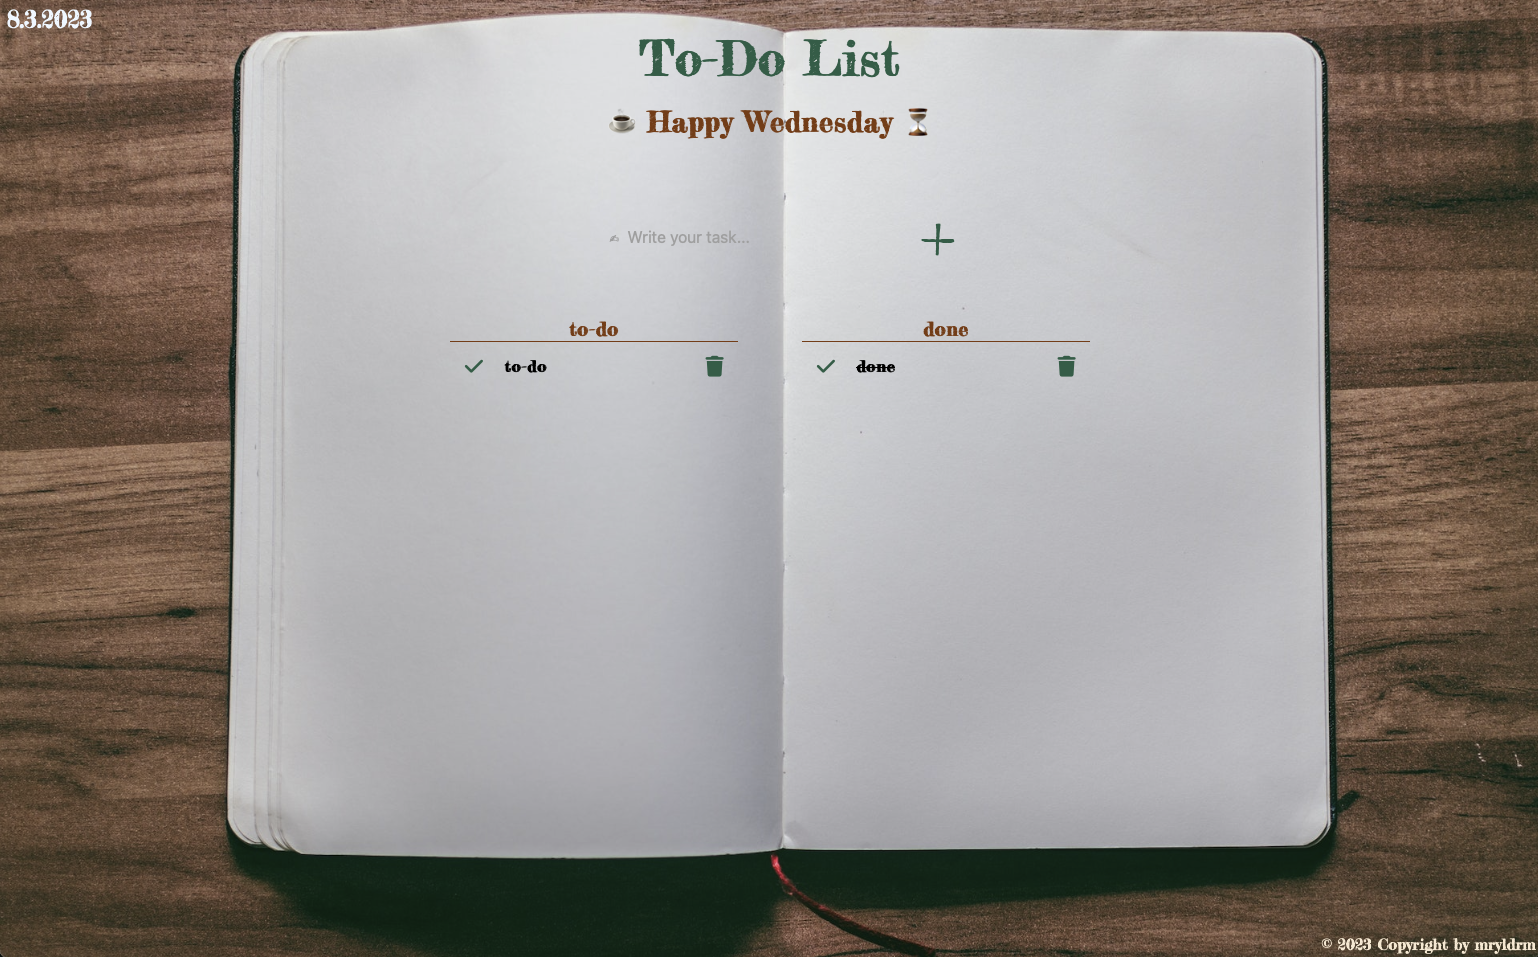 8.3.2023
To-Do List
☕ Happy Wednesday ⏳
✍ Write your task...
to-do
to-do
done
done
© 2023 Copyright by mryldrm